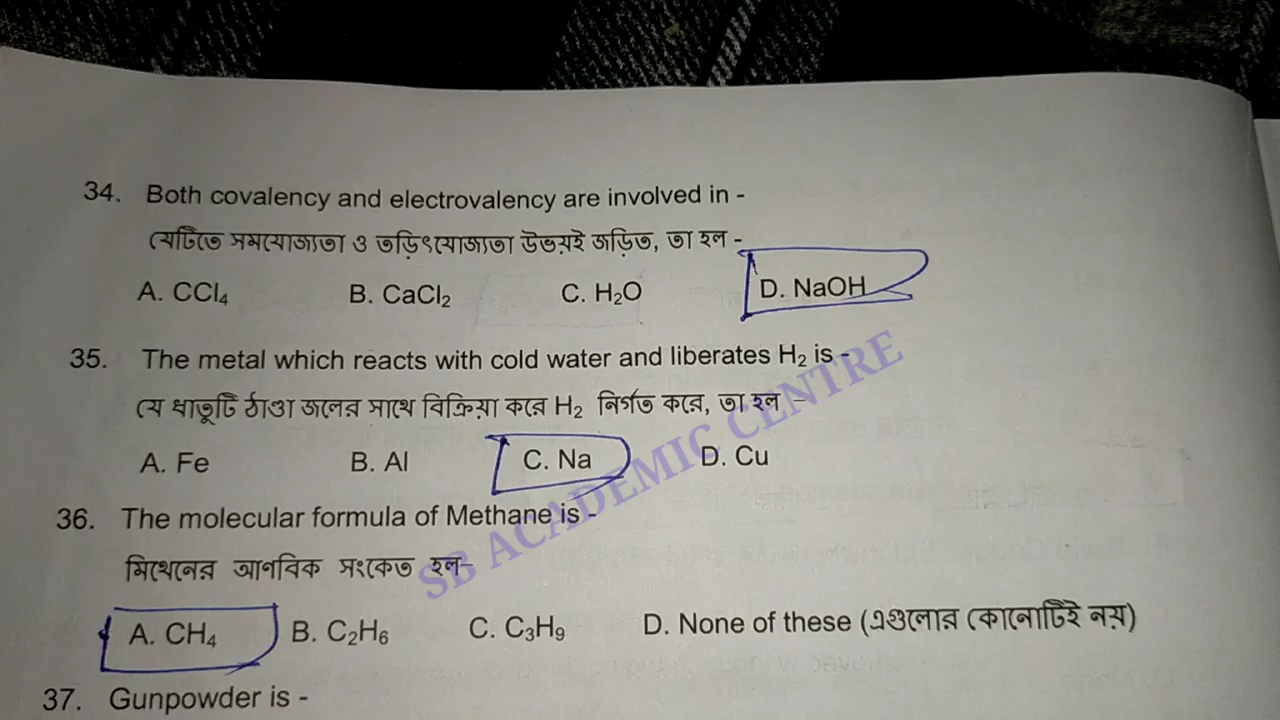 34. Both covalency and electrovalency are involved in -
যেটিতে সমযোজ্যতা ও তড়িৎযোজ্যতা উভয়ই জড়িত, তা হল -
A. CCl₄ B. CaCl₂ C. H₂O D. NaOH
35. The metal which reacts with cold water and liberates H₂ is -
যে ধাতুটি ঠাণ্ডা জলের সাথে বিক্রিয়া করে H₂ নির্গত করে, তা হল –
A. Fe B. Al C. Na D. Cu
SB ACADEMIC CENTRE
36. The molecular formula of Methane is -
মিথেনের আণবিক সংকেত হল–
A. CH₄ B. C₂H₆ C. C₃H₉ D. None of these (এগুলোর কোনোটিই নয়)
37. Gunpowder is -